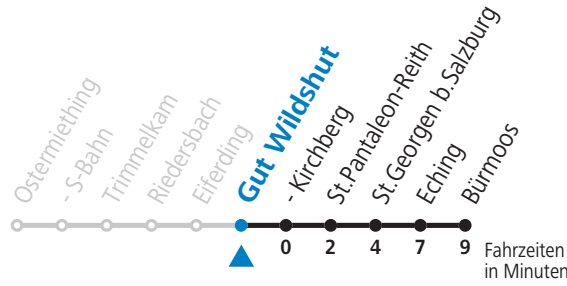 Ostermiething
- S-Bahn
Trimmelkam
Riedersbach
Eiferding
Gut Wildshut
- Kirchberg
St.Pantaleon-Reith
St.Georgen b.Salzburg
Eching
Bürmoos
0 2 4 7 9 Fahrzeiten
in Minuten